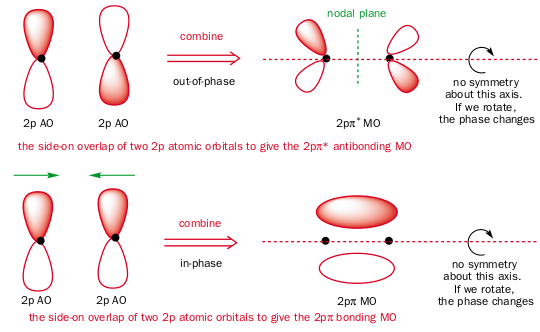 nodal plane
combine
out-of-phase
2p AO
2p AO
2pπ* MO
no symmetry
about this axis.
If we rotate,
the phase changes
the side-on overlap of two 2p atomic orbitals to give the 2pπ* antibonding MO
combine
in-phase
2p AO
2p AO
2pπ MO
no symmetry
about this axis.
If we rotate,
the phase changes
the side-on overlap of two 2p atomic orbitals to give the 2pπ bonding MO